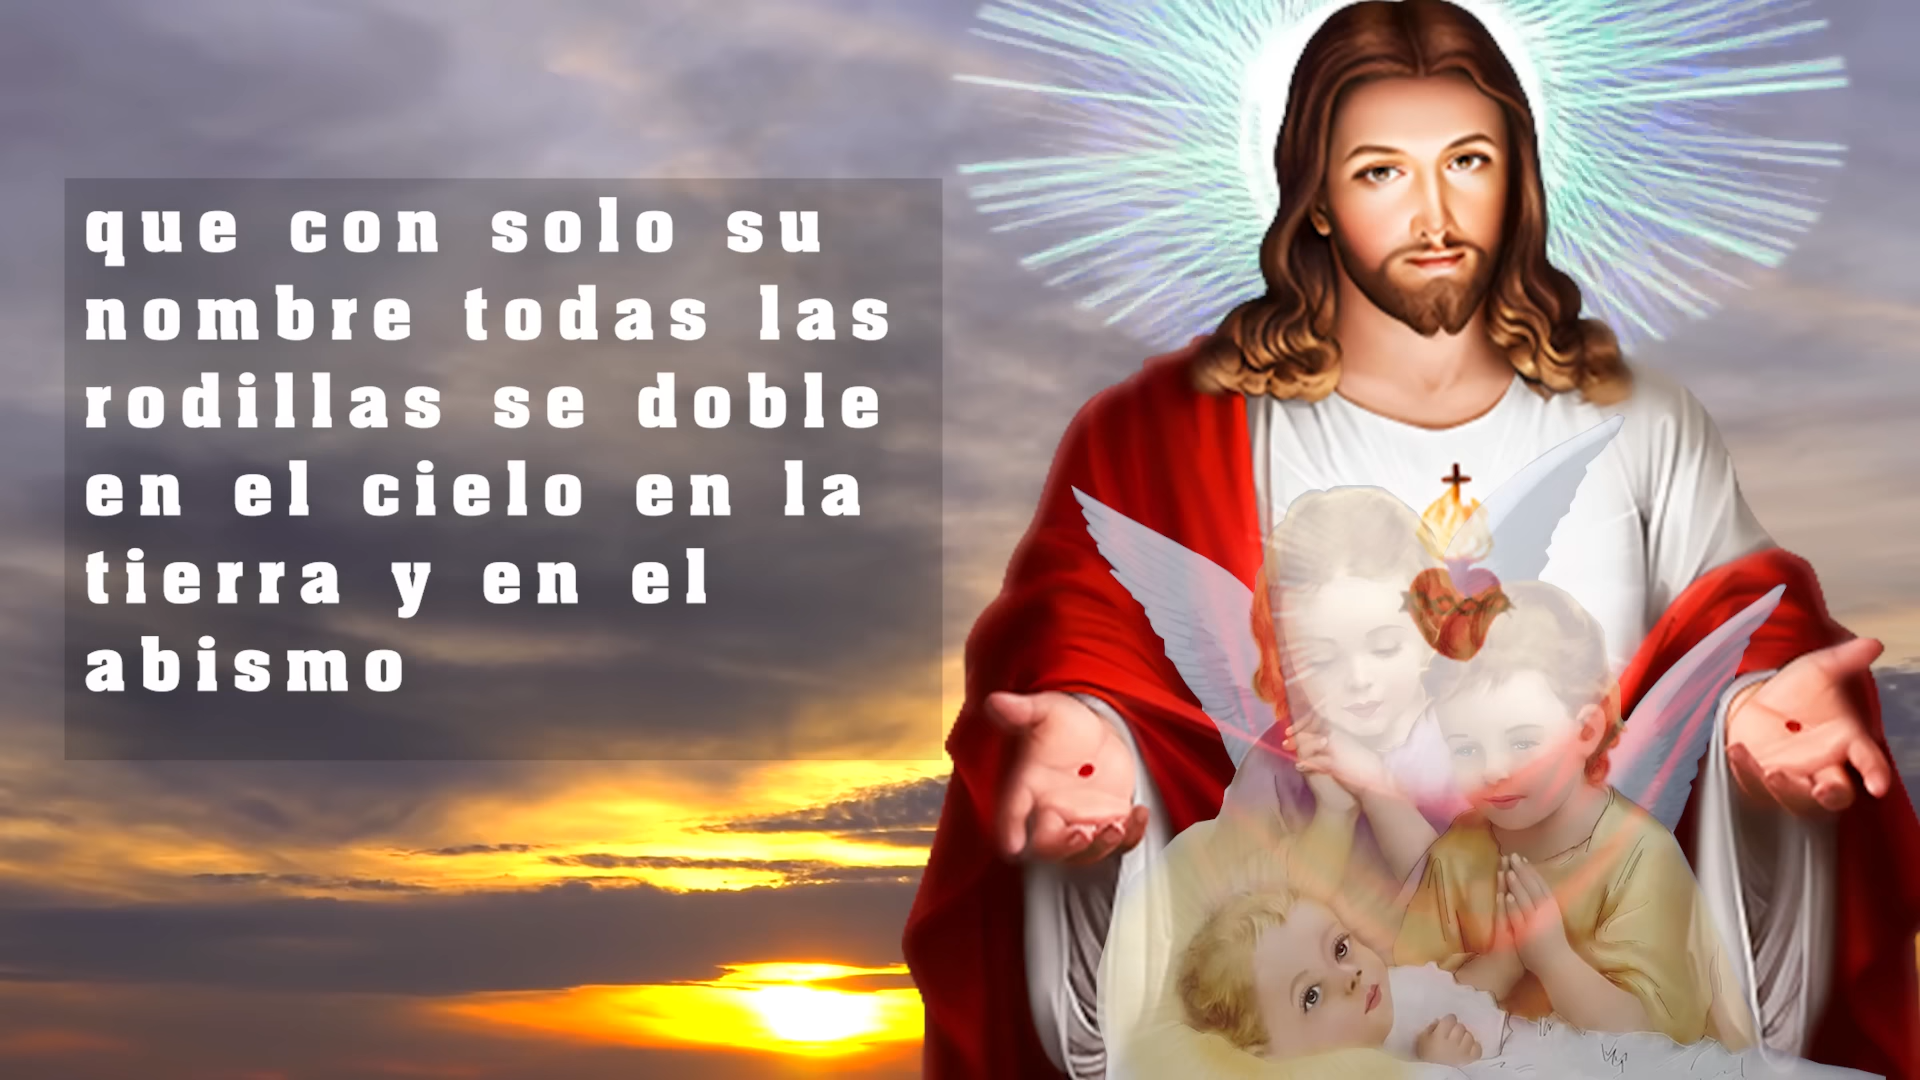 que con solo su
nombre todas las
rodillas se doble
en el cielo en la
tierra y en el
abismo